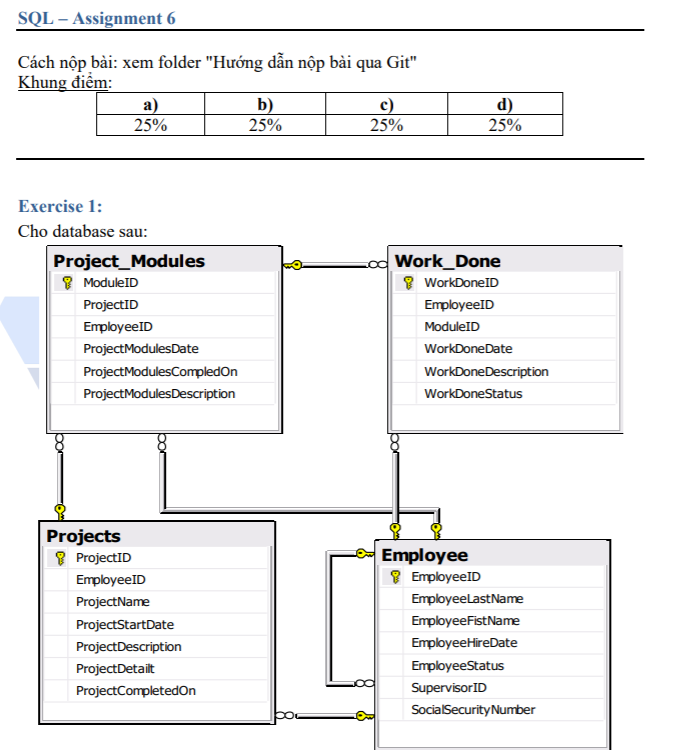 SQL – Assignment 6
Cách nộp bài: xem folder "Hướng dẫn nộp bài qua Git"
Khung điểm:
a) b) c) d)
25% 25% 25% 25%
Exercise 1:
Cho database sau:
Project_Modules
ModuleID
ProjectID
EmployeeID
ProjectModulesDate
ProjectModulesCompledOn
ProjectModulesDescription
Work_Done
WorkDoneID
EmployeeID
ModuleID
WorkDoneDate
WorkDoneDescription
WorkDoneStatus
Projects
ProjectID
EmployeeID
ProjectName
ProjectStartDate
ProjectDescription
ProjectDetailt
ProjectCompletedOn
Employee
EmployeeID
EmployeeLastName
EmployeeFistName
EmployeeHireDate
EmployeeStatus
SupervisorID
SocialSecurityNumber